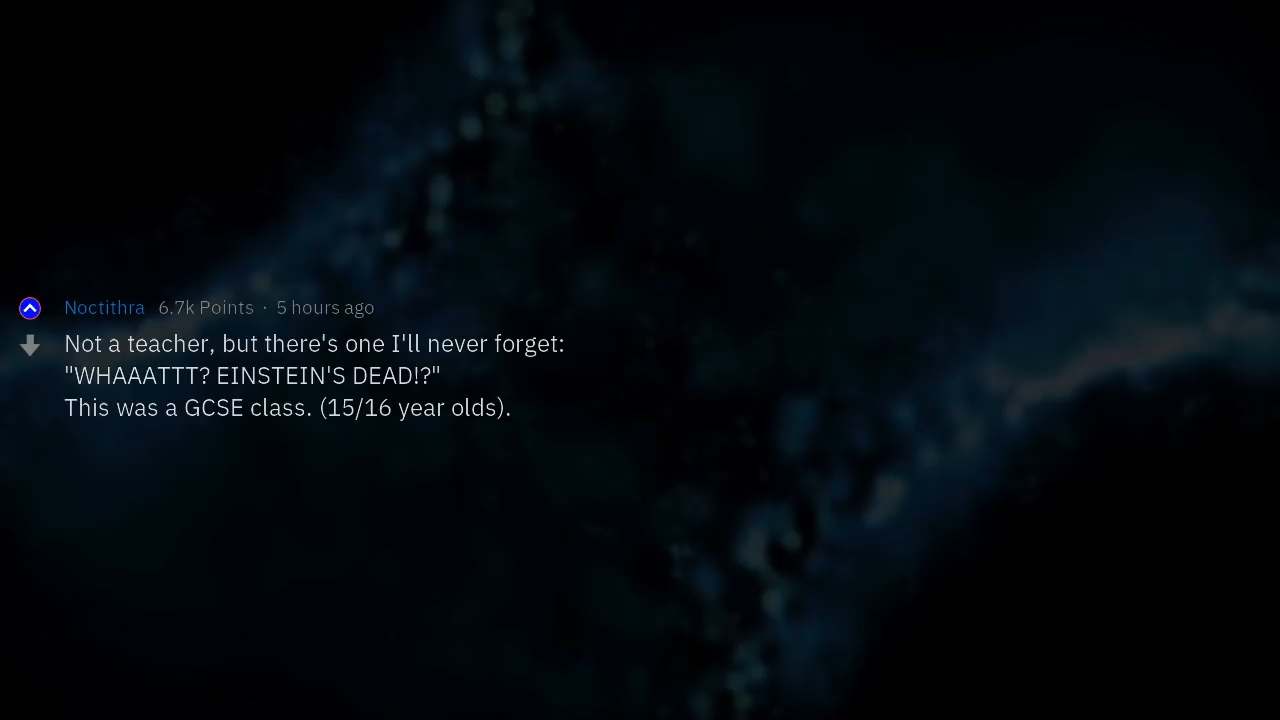 Noctithra 6.7k Points · 5 hours ago
Not a teacher, but there's one I'll never forget:
"WHAAATTT? EINSTEIN'S DEAD!?"
This was a GCSE class. (15/16 year olds).